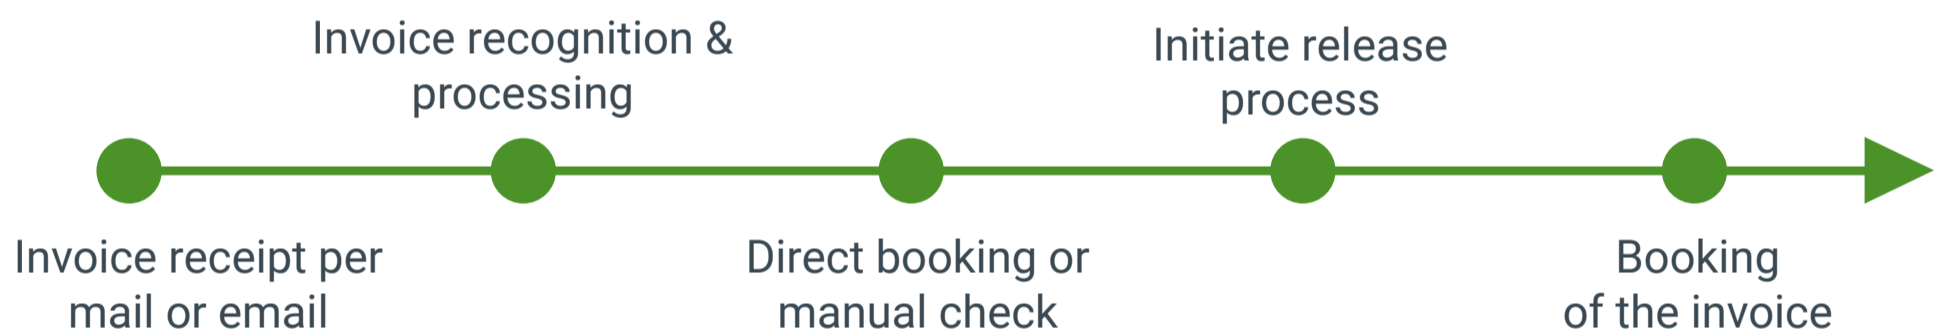 Invoice recognition &
processing
Initiate release
process
Invoice receipt per
mail or email
Direct booking or
manual check
Booking
of the invoice